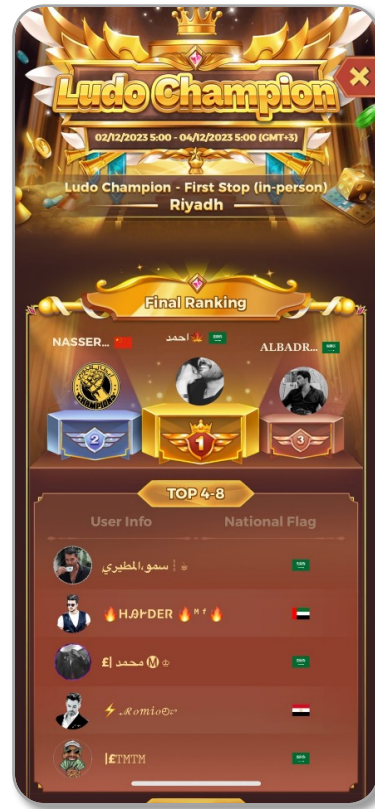 Ludo Champion
02/12/2023 5:00 - 04/12/2023 5:00 (GMT+3)
Ludo Champion - First Stop (in-person)
Riyadh
Final Ranking
NASSER...
احمد
ALBADR...
2
1
3
TOP 4-8
User Info National Flag
سمو،المطيري
🔥H.ϑͰDER 🔥ᴹ ᶠ🔥
محمد |£ Ⓜ ♔
⚡ 𝓡𝑜𝓂𝒾𝑜
|£TMTM